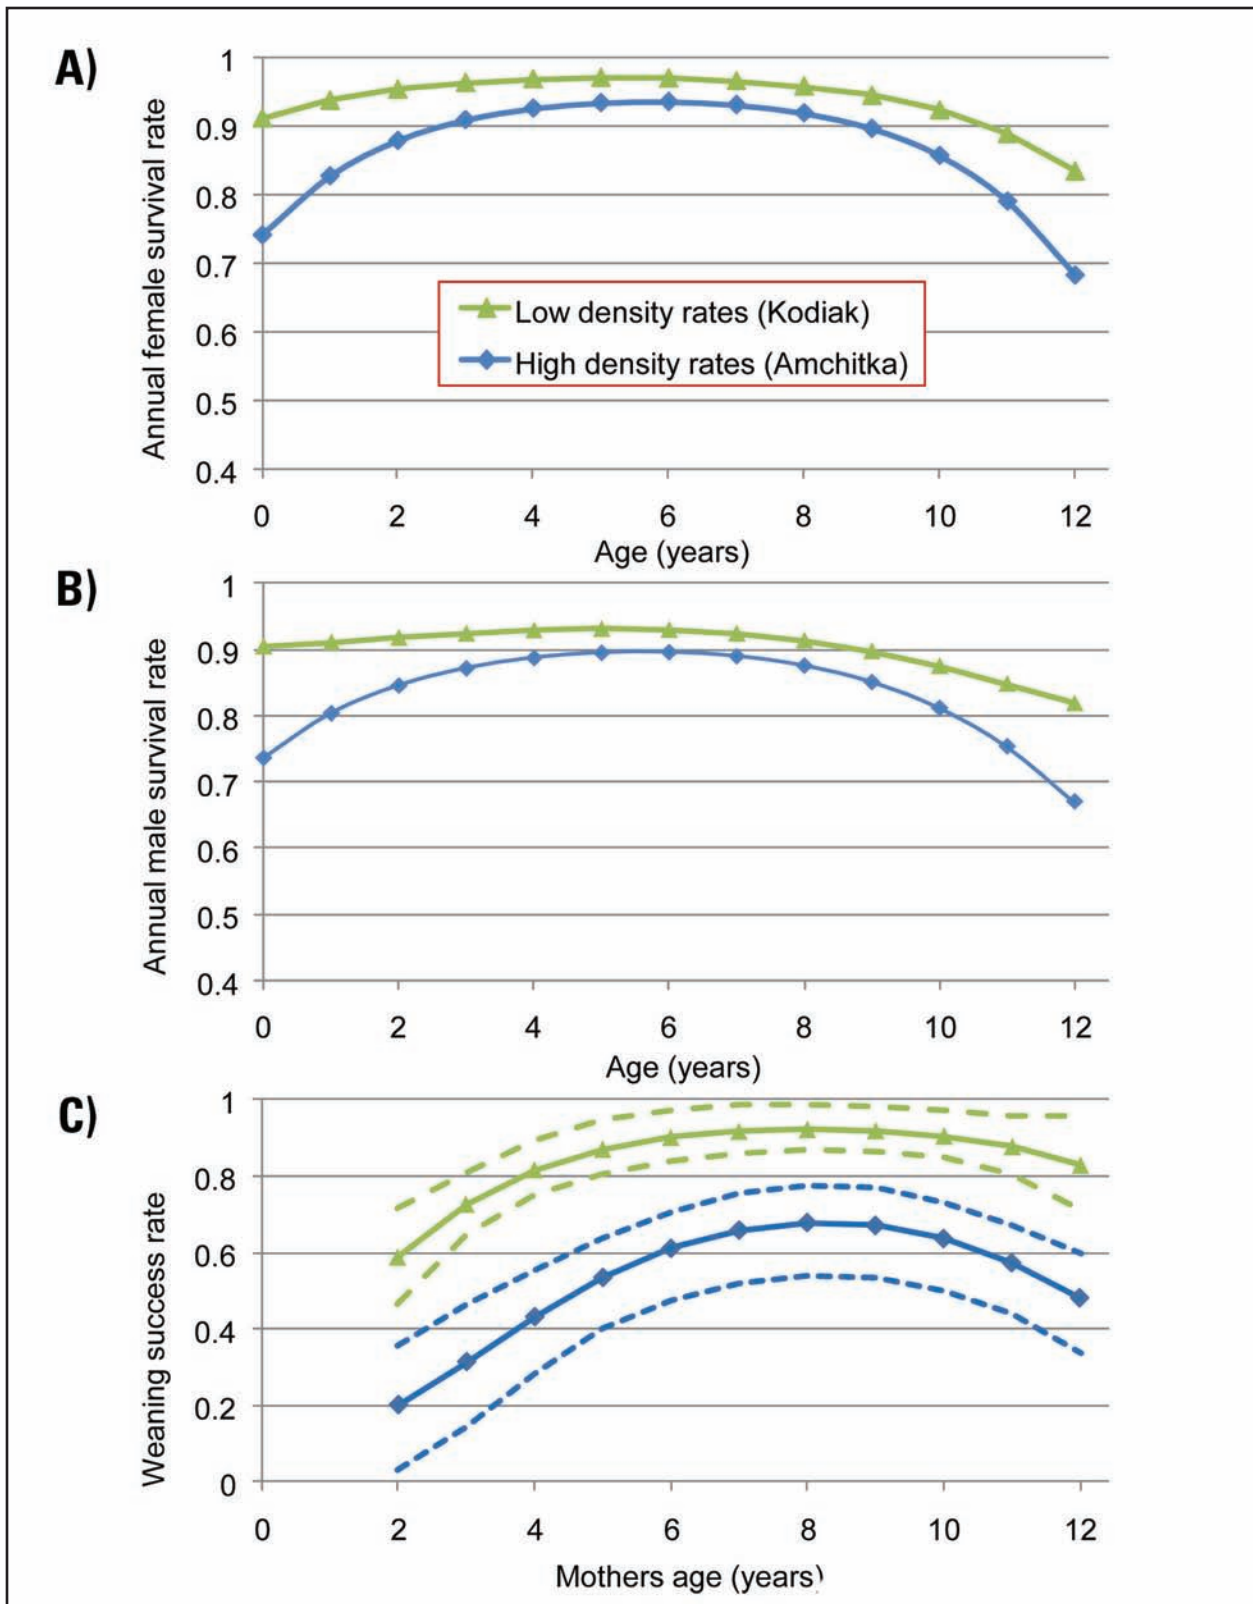 A)
Annual female survival rate
1
0.9
0.8
0.7
0.6
0.5
0.4
Low density rates (Kodiak)
High density rates (Amchitka)
0 2 4 6 8 10 12
Age (years)
B)
Annual male survival rate
1
0.9
0.8
0.7
0.6
0.5
0.4
0 2 4 6 8 10 12
Age (years)
C)
Weaning success rate
1
0.8
0.6
0.4
0.2
0
0 2 4 6 8 10 12
Mothers age (years)